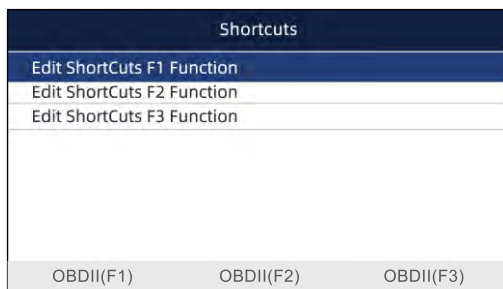 Shortcuts
Edit ShortCuts F1 Function
Edit ShortCuts F2 Function
Edit ShortCuts F3 Function
OBDII(F1) OBDII(F2) OBDII(F3)